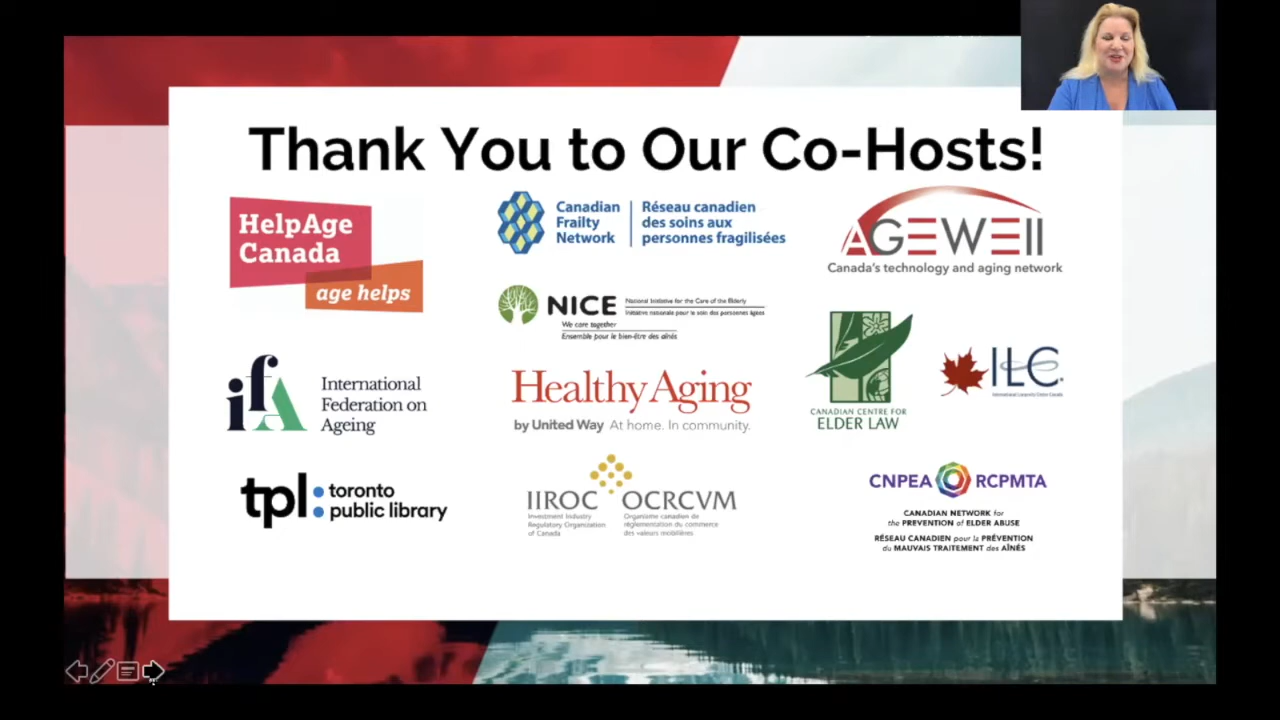 Thank You to Our Co-Hosts!
HelpAge
Canada
age helps
Canadian
Frailty
Network
Réseau canadien
des soins aux
personnes fragilisées
AGEWELL
Canada's technology and aging network
NICE
National Initiative for the Care of the Elderly
Initiative nationale pour le soin des personnes âgées
We care together
Ensemble pour le bien-être des aînés
ifA
International
Federation on
Ageing
Healthy Aging
by United Way At home. In community.
CANADIAN CENTRE FOR
ELDER LAW
ILC
International Longevity Centre Canada
tpl:
toronto
public library
IIROC
Investment Industry
Regulatory Organization
of Canada
OCRCVM
Organisme canadien de
réglementation du commerce
des valeurs mobilières
CNPEA RCPMTA
CANADIAN NETWORK for
the PREVENTION of ELDER ABUSE
RÉSEAU CANADIEN pour la PRÉVENTION
du MAUVAIS TRAITEMENT des AÎNÉS